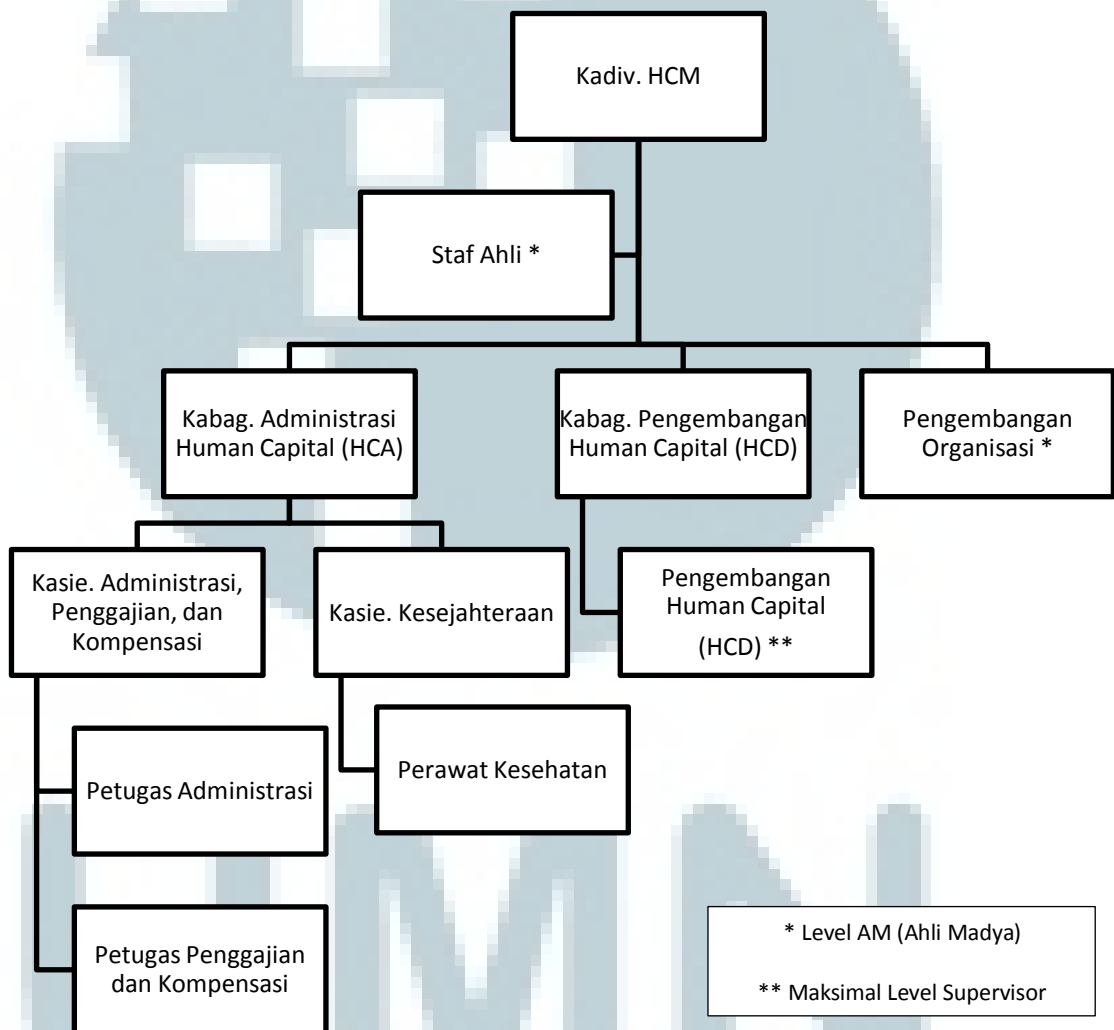 Kadiv. HCM
Staf Ahli *
Kabag. Administrasi
Human Capital (HCA)
Kabag. Pengembangan
Human Capital (HCD)
Pengembangan
Organisasi *
Kasie. Administrasi,
Penggajian, dan
Kompensasi
Kasie. Kesejahteraan
Pengembangan
Human Capital
(HCD) **
Petugas Administrasi
Perawat Kesehatan
Petugas Penggajian
dan Kompensasi
* Level AM (Ahli Madya)
** Maksimal Level Supervisor
UMN